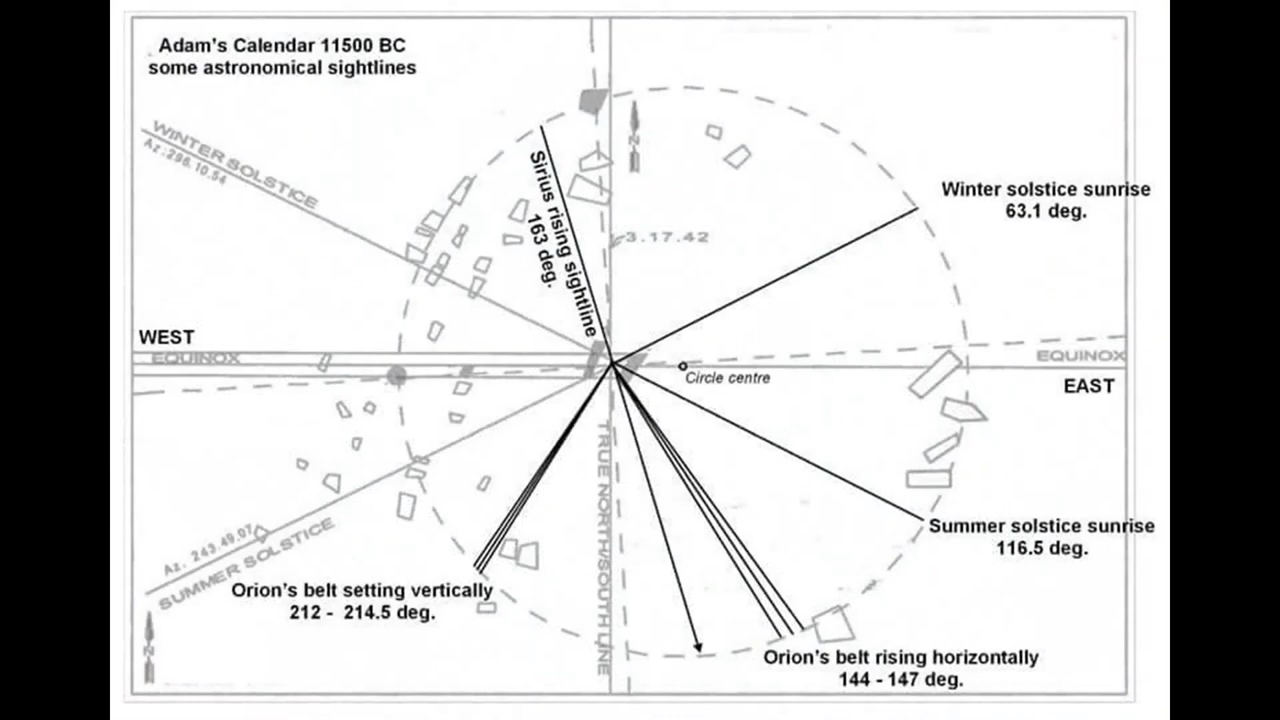 Adam's Calendar 11500 BC
some astronomical sightlines
WINTER SOLSTICE
Az.:296.10.54
N
Sirius rising sightline
163 deg.
3.17.42
Winter solstice sunrise
63.1 deg.
WEST
EQUINOX
EQUINOX
EAST
Circle centre
TRUE NORTH/SOUTH LINE
Az. 243.49.07
SUMMER SOLSTICE
Summer solstice sunrise
116.5 deg.
Orion's belt setting vertically
212 - 214.5 deg.
N
Orion's belt rising horizontally
144 - 147 deg.